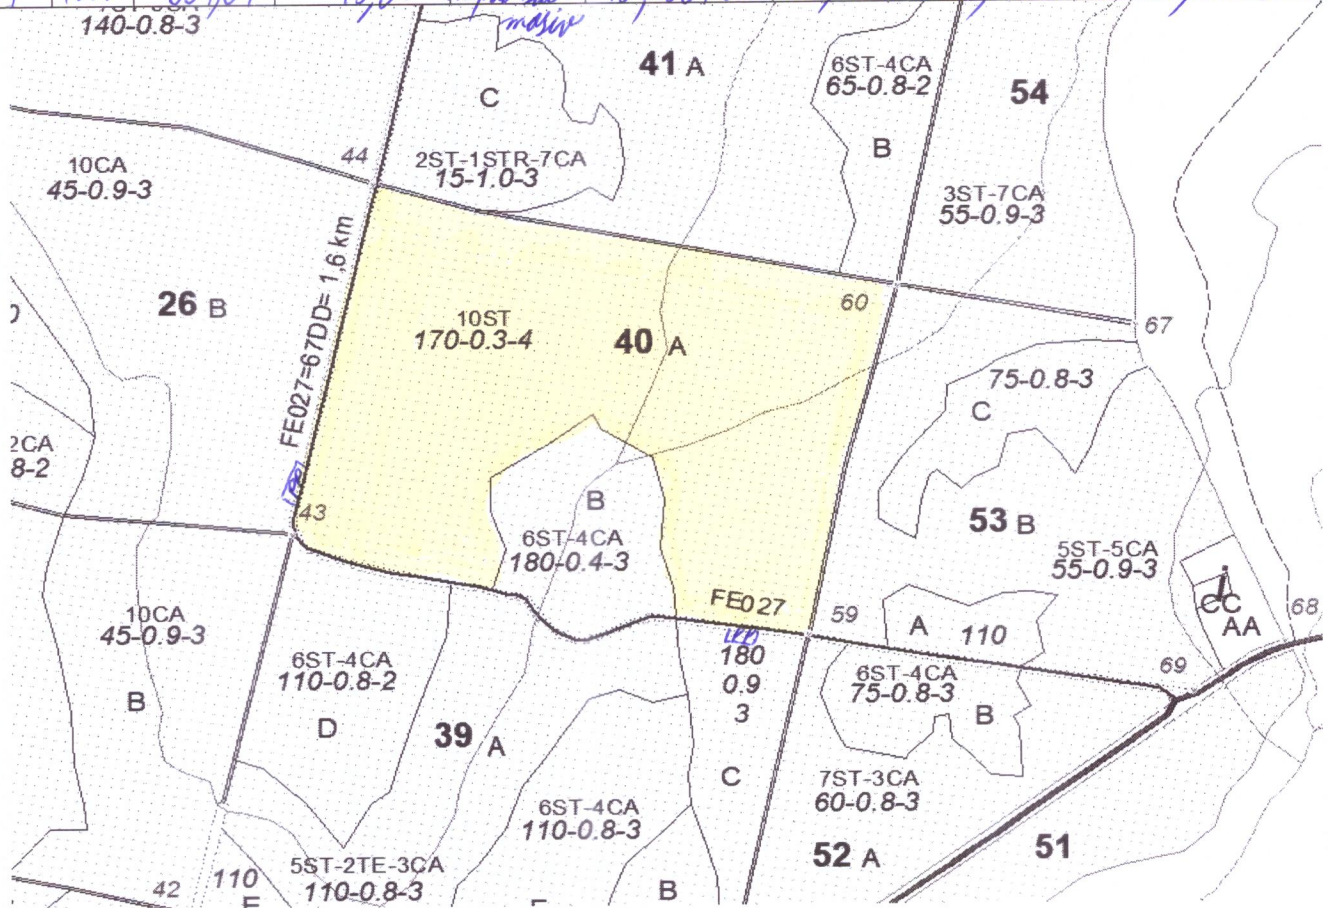 140-0.8-3
masive
41 A
6ST-4CA
65-0.8-2
54
C
B
44
2ST-1STR-7CA
15-1.0-3
10CA
45-0.9-3
3ST-7CA
55-0.9-3
FE027=67DD= 1,6 km
26 B
60
67
10ST
170-0.3-4
40 A
75-0.8-3
C
2CA
8-2
B
43
6ST-4CA
180-0.4-3
53 B
5ST-5CA
55-0.9-3
FE027
59
CC
AA
68
10CA
45-0.9-3
A
110
180
0.9
3
6ST-4CA
110-0.8-2
6ST-4CA
75-0.8-3
69
B
D
39 A
B
C
7ST-3CA
60-0.8-3
6ST-4CA
110-0.8-3
52 A
51
5ST-2TE-3CA
110-0.8-3
42
110
B